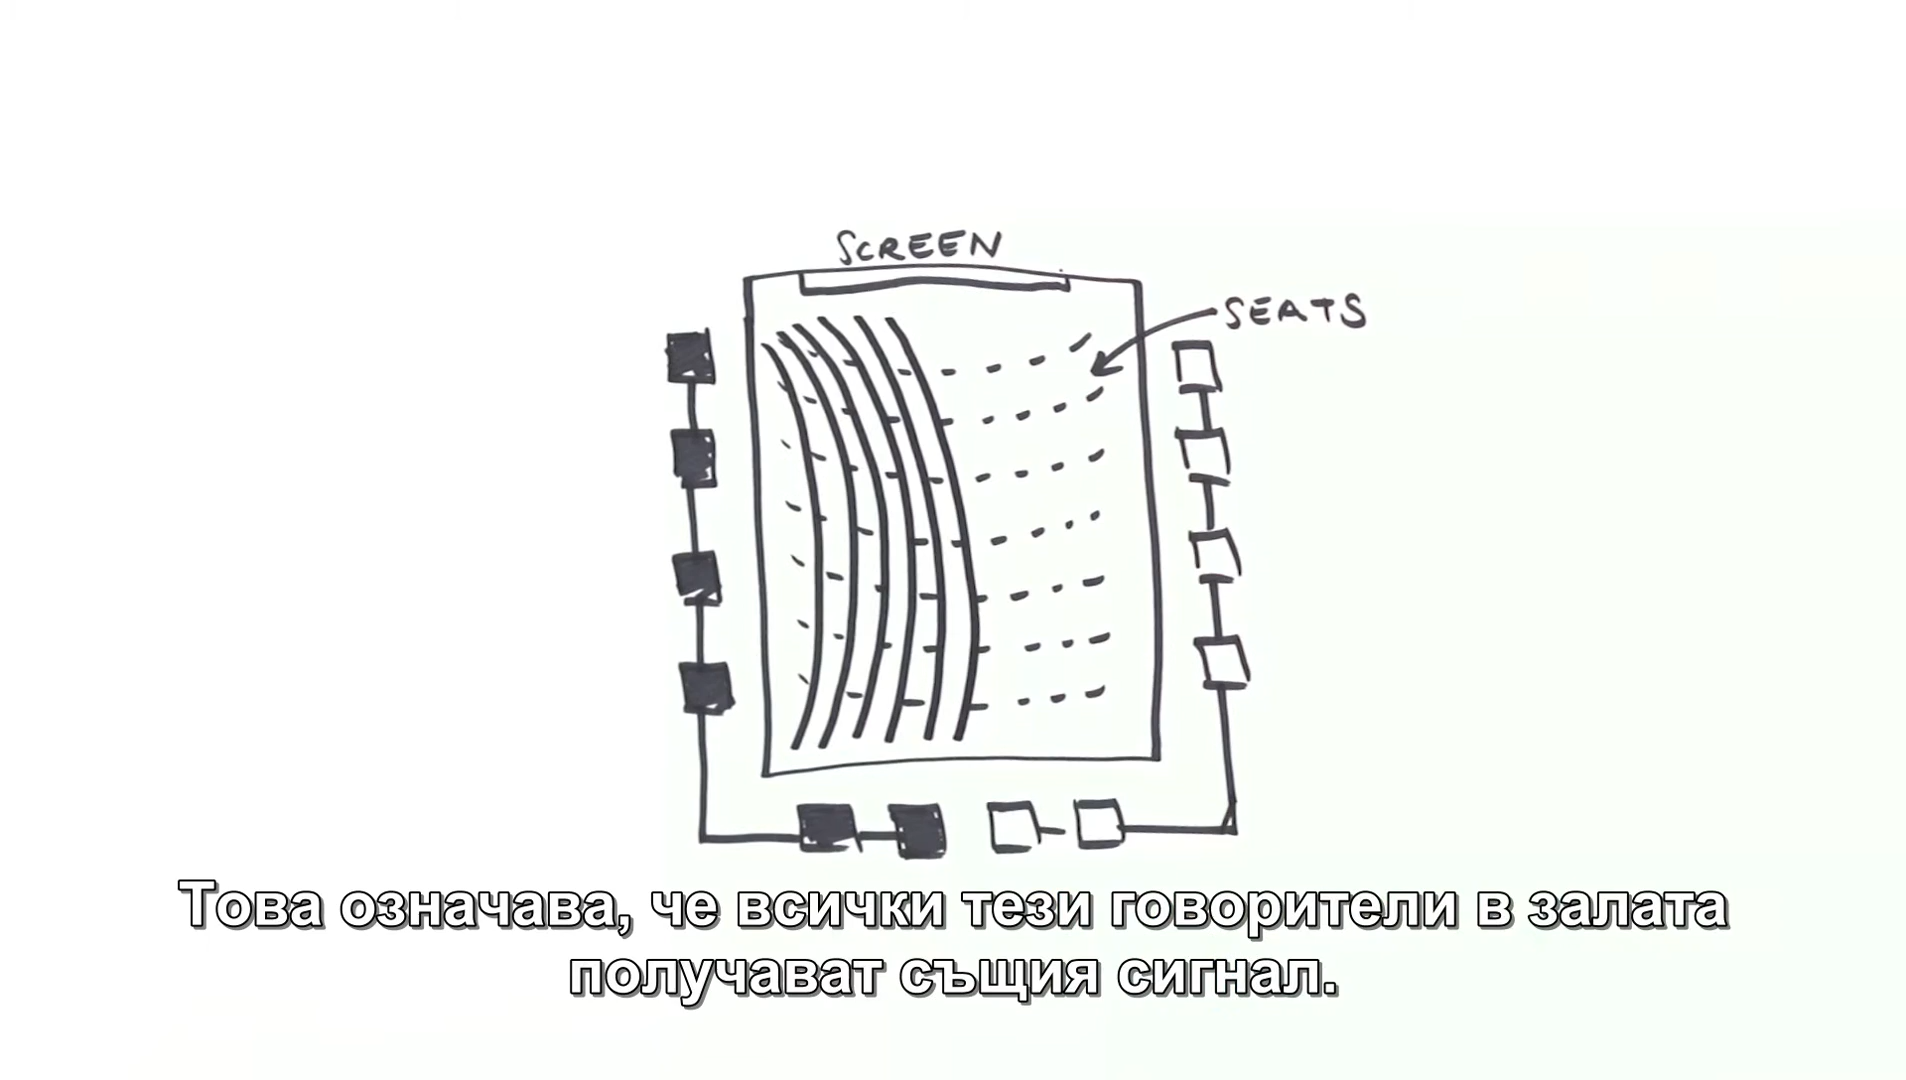 SCREEN
SEATS
Това означава, че всички тези говорители в залата
получават същия сигнал.